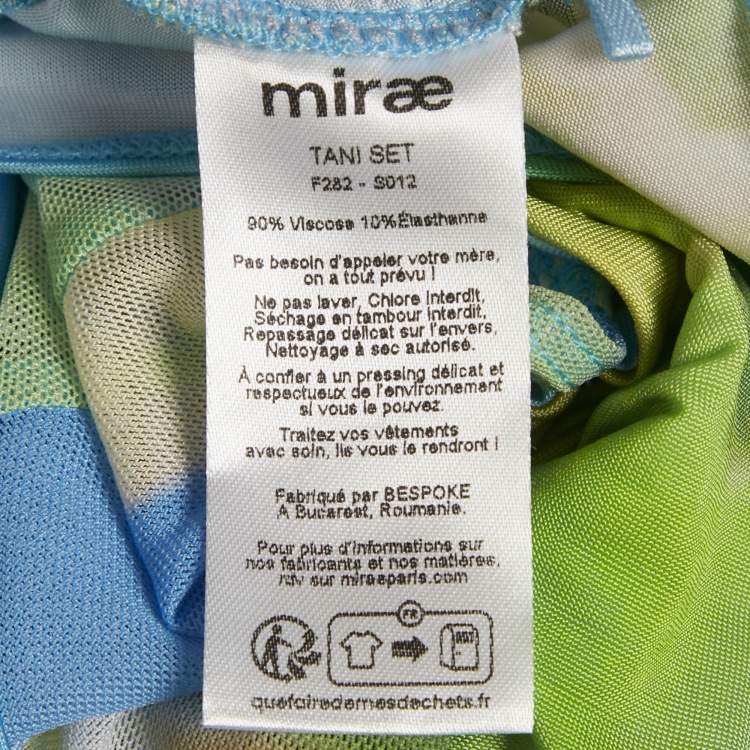 miræ
TANI SET
F282 - S012
90% Viscose 10% Élasthanne
Pas besoin d'appeler votre mère,
on a tout prévu !
Ne pas laver, Chlore interdit,
Séchage en tambour interdit,
Repassage délicat sur l'envers,
Nettoyage à sec autorisé.
À confier à un pressing délicat et
respectueux de l'environnement
si vous le pouvez.
Traitez vos vêtements
avec soin, ils vous le rendront !
Fabriqué par BESPOKE
A Bucarest, Roumanie.
Pour plus d'informations sur
nos fabricants et nos matières,
rdv sur miraeparis.com
FR
quefairedemesdechets.fr